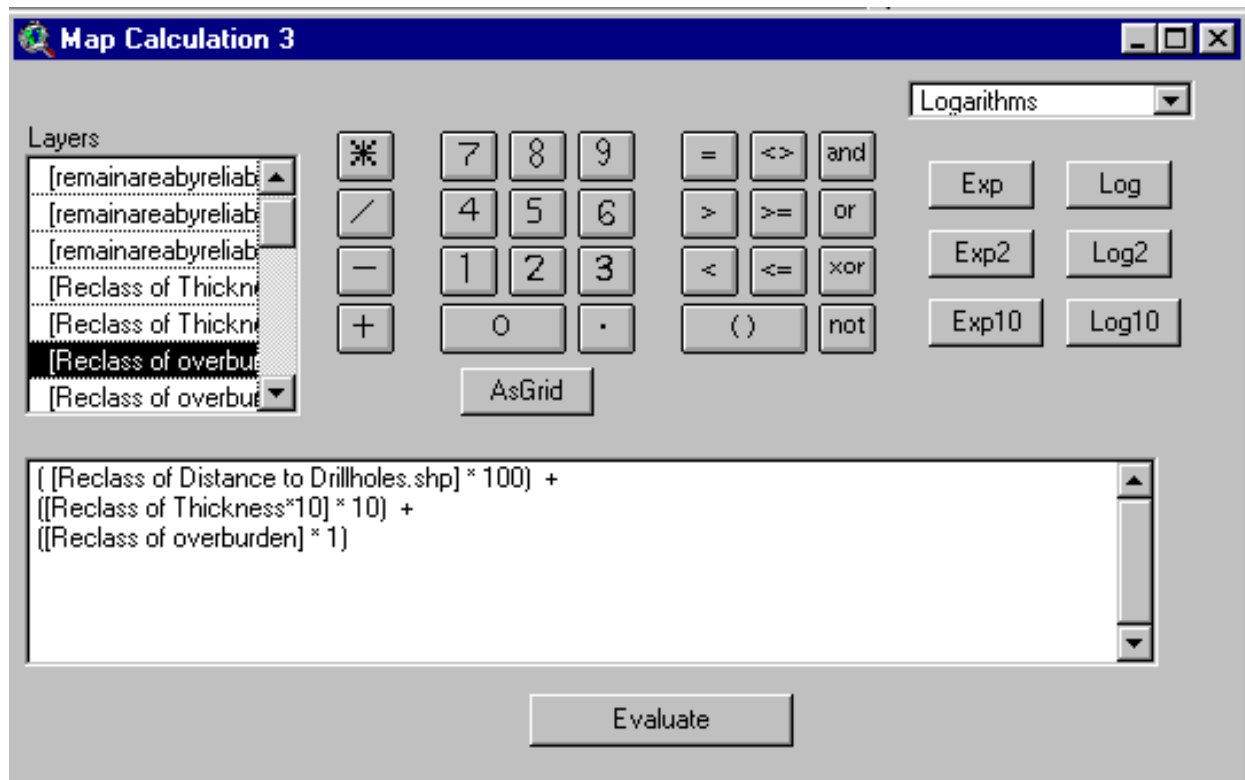 Map Calculation 3
Logarithms
Layers
[remainareabyreliab
[remainareabyreliab
[remainareabyreliab
[Reclass of Thickne
[Reclass of Thickne
[Reclass of overbur
[Reclass of overbur
* 7 8 9 = <> and
/ 4 5 6 > >= or
- 1 2 3 < <= xor
+ 0 . ( ) not
AsGrid
Exp Log
Exp2 Log2
Exp10 Log10
( [Reclass of Distance to Drillholes.shp] * 100) +
([Reclass of Thickness*10] * 10) +
([Reclass of overburden] * 1)
Evaluate